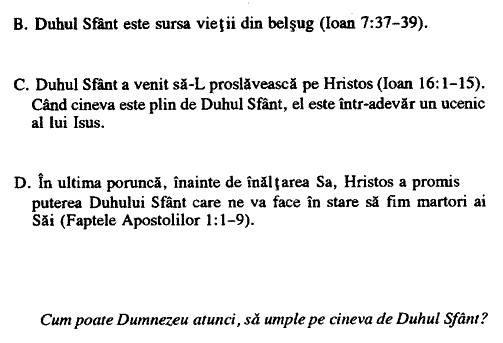 B. Duhul Sfânt este sursa vieţii din belşug (Ioan 7:37–39).
C. Duhul Sfânt a venit să-L proslăvească pe Hristos (Ioan 16:1–15).
Când cineva este plin de Duhul Sfânt, el este într-adevăr un ucenic
al lui Isus.
D. În ultima poruncă, înainte de înălţarea Sa, Hristos a promis
puterea Duhului Sfânt care ne va face în stare să fim martori ai
Săi (Faptele Apostolilor 1:1–9).
Cum poate Dumnezeu atunci, să umple pe cineva de Duhul Sfânt?